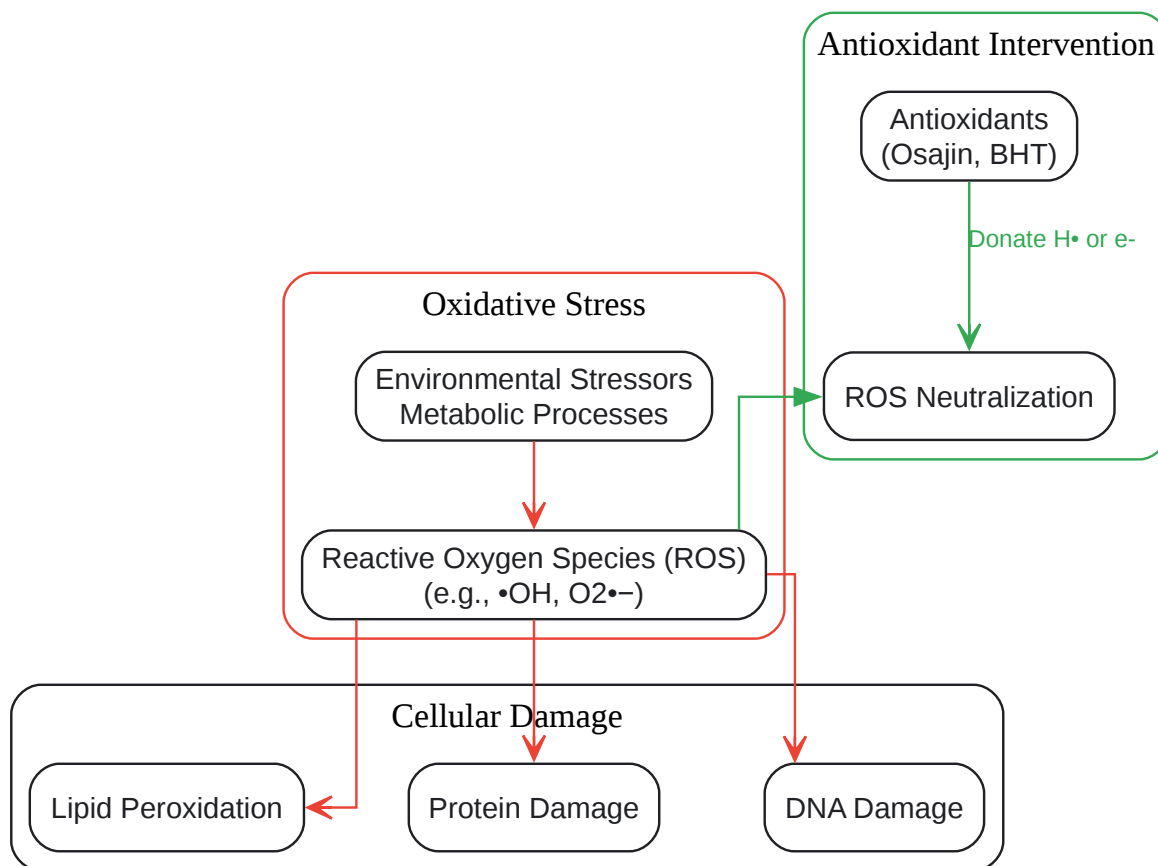 Antioxidant Intervention
Antioxidants
(Osajin, BHT)
Donate H• or e-
Oxidative Stress
Environmental Stressors
Metabolic Processes
ROS Neutralization
Reactive Oxygen Species (ROS)
(e.g., •OH, O2•−)
Cellular Damage
Lipid Peroxidation
Protein Damage
DNA Damage